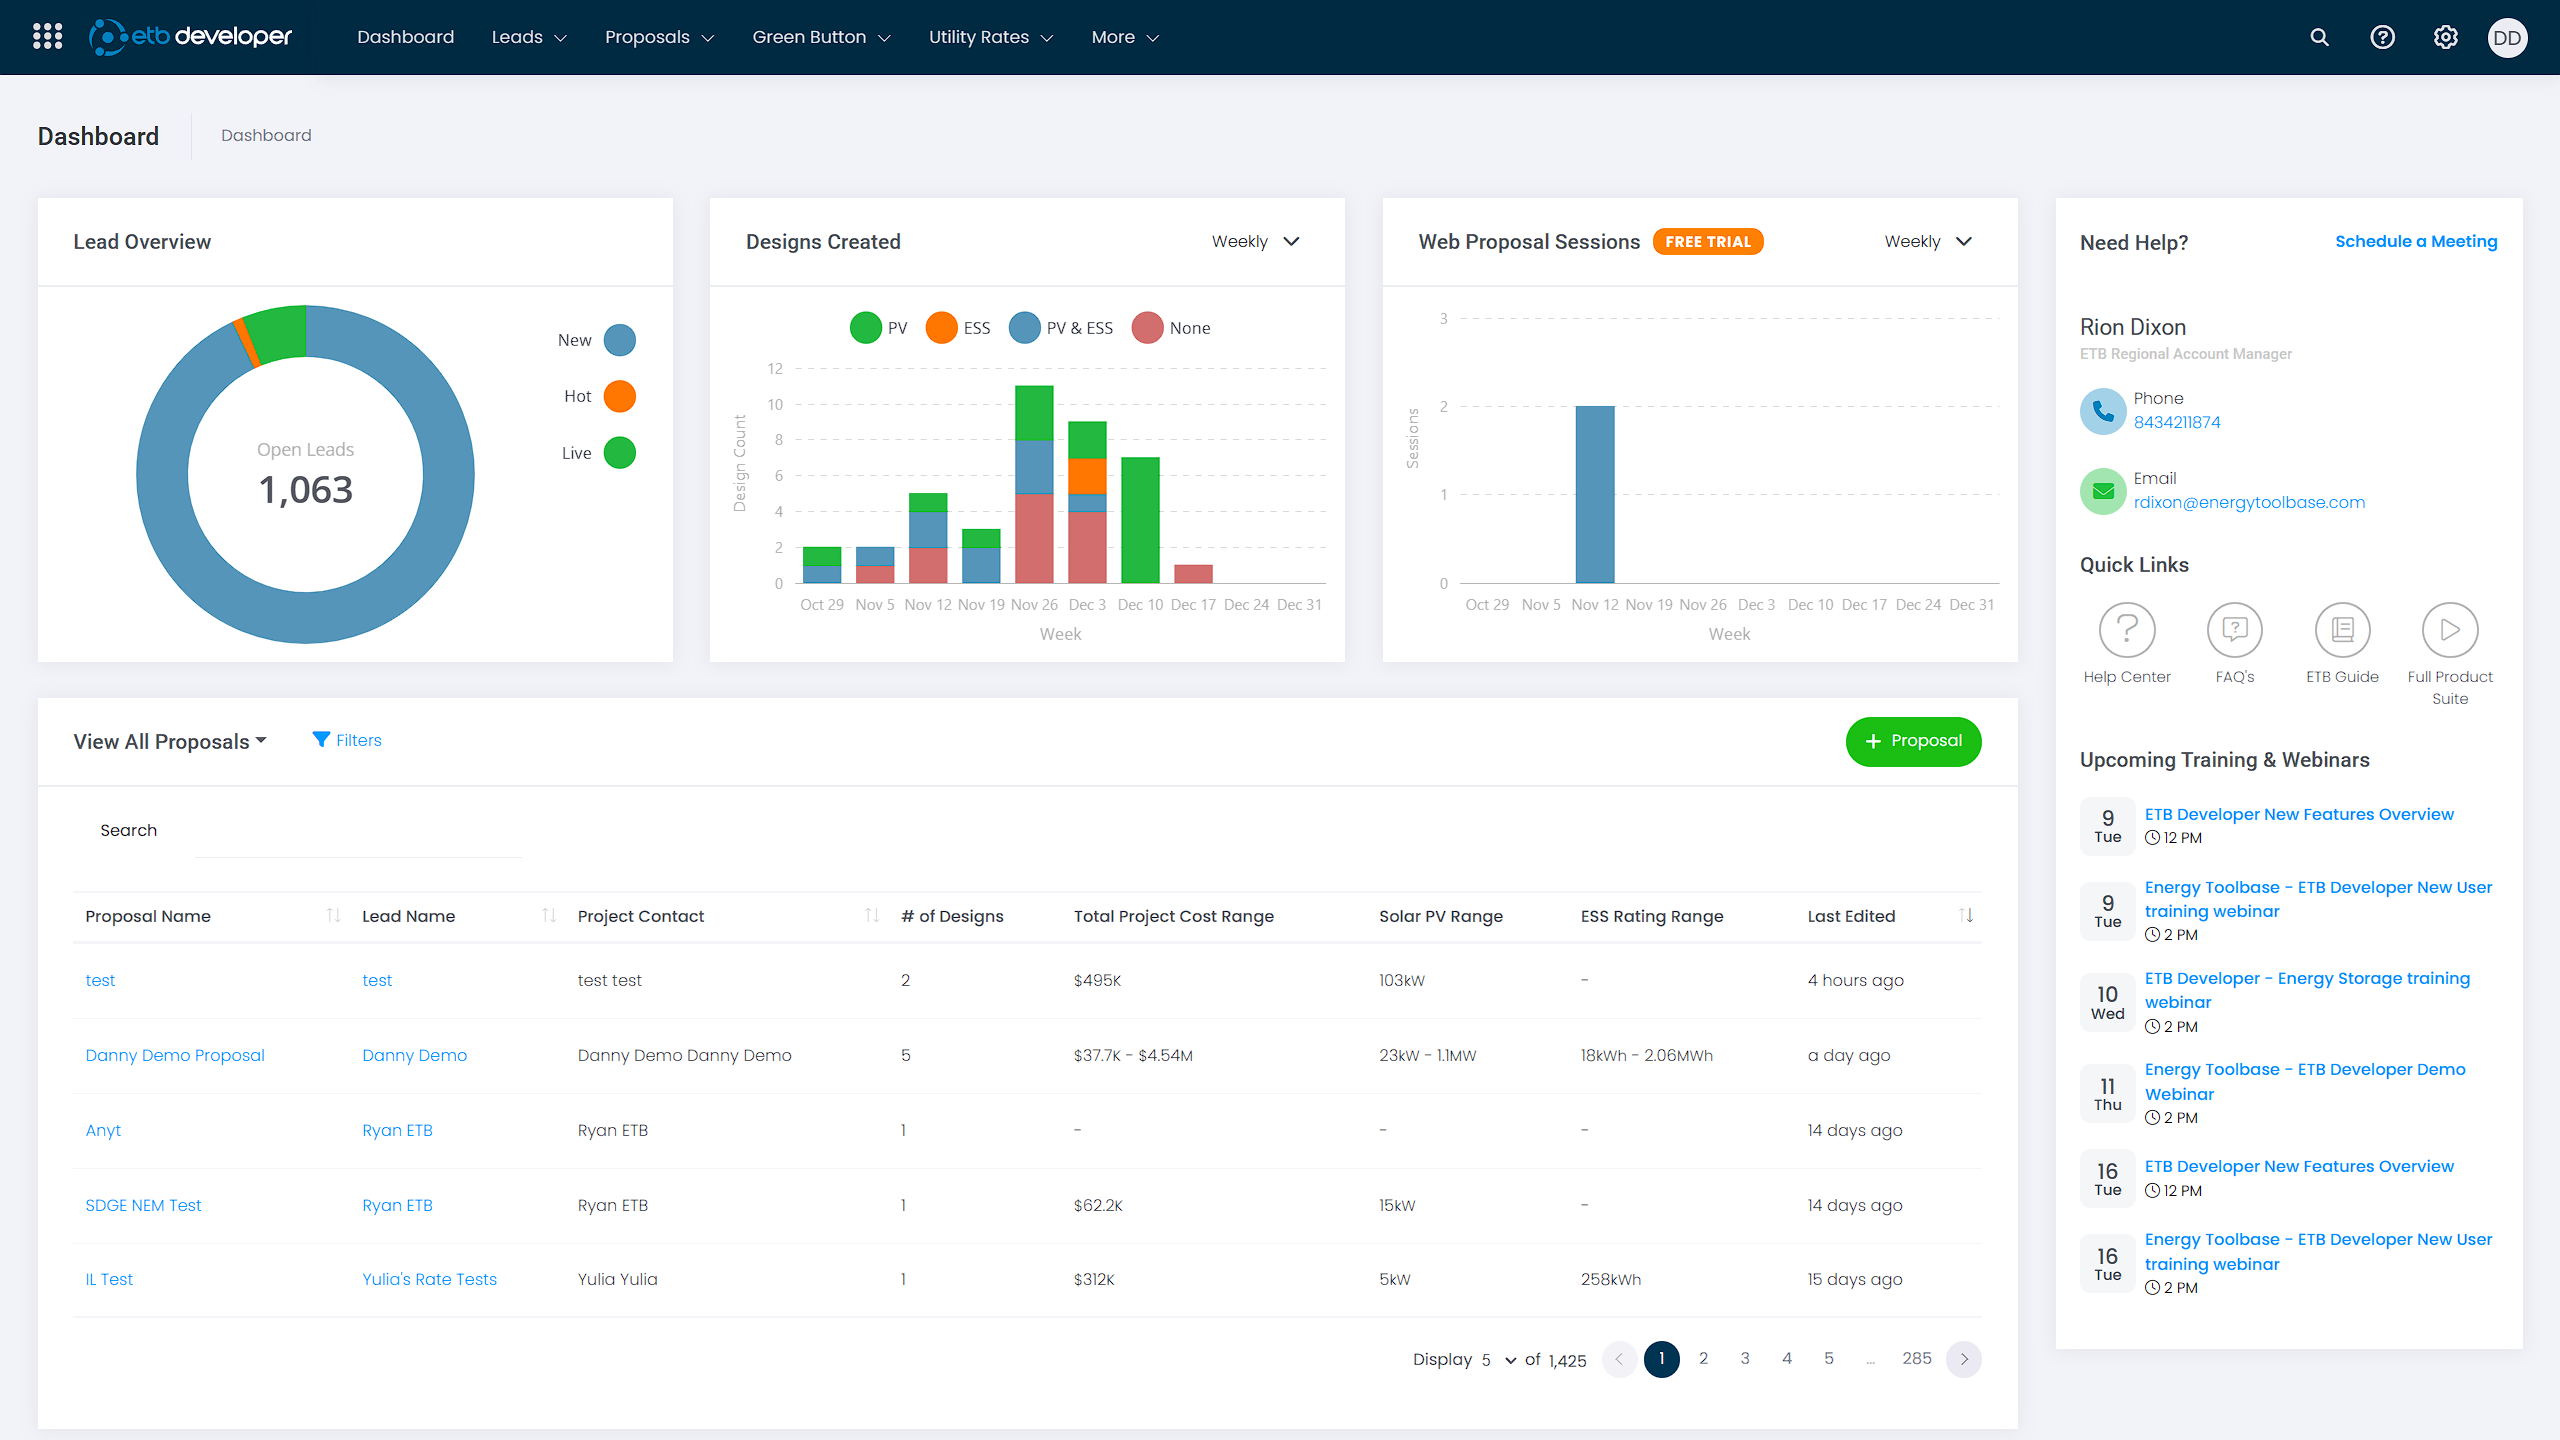 etb developer
Dashboard Leads Proposals Green Button Utility Rates More
DD
Dashboard Dashboard
Lead Overview
New
Hot
Live
Open Leads
1,063
Designs Created Weekly
PV ESS PV & ESS None
Design Count
12
10
8
6
4
2
0
Oct 29 Nov 5 Nov 12 Nov 19 Nov 26 Dec 3 Dec 10 Dec 17 Dec 24 Dec 31
Week
Web Proposal Sessions FREE TRIAL Weekly
Sessions
3
2
1
0
Oct 29 Nov 5 Nov 12 Nov 19 Nov 26 Dec 3 Dec 10 Dec 17 Dec 24 Dec 31
Week
Need Help? Schedule a Meeting
Rion Dixon
ETB Regional Account Manager
Phone
8434211874
Email
rdixon@energytoolbase.com
Quick Links
Help Center FAQ's ETB Guide Full Product
Suite
Upcoming Training & Webinars
9
Tue
ETB Developer New Features Overview
12 PM
9
Tue
Energy Toolbase - ETB Developer New User
training webinar
2 PM
10
Wed
ETB Developer - Energy Storage training
webinar
2 PM
11
Thu
Energy Toolbase - ETB Developer Demo
Webinar
2 PM
16
Tue
ETB Developer New Features Overview
12 PM
16
Tue
Energy Toolbase - ETB Developer New User
training webinar
2 PM
View All Proposals Filters + Proposal
Search
Proposal Name Lead Name Project Contact # of Designs Total Project Cost Range Solar PV Range ESS Rating Range Last Edited
test test test test 2 $495K 103kW - 4 hours ago
Danny Demo Proposal Danny Demo Danny Demo Danny Demo 5 $37.7K - $4.54M 23kW - 1.1MW 18kWh - 2.06MWh a day ago
Anyt Ryan ETB Ryan ETB 1 - - - 14 days ago
SDGE NEM Test Ryan ETB Ryan ETB 1 $62.2K 15kW - 14 days ago
IL Test Yulia's Rate Tests Yulia Yulia 1 $312K 5kW 258kWh 15 days ago
Display 5 of 1,425 1 2 3 4 5 ... 285